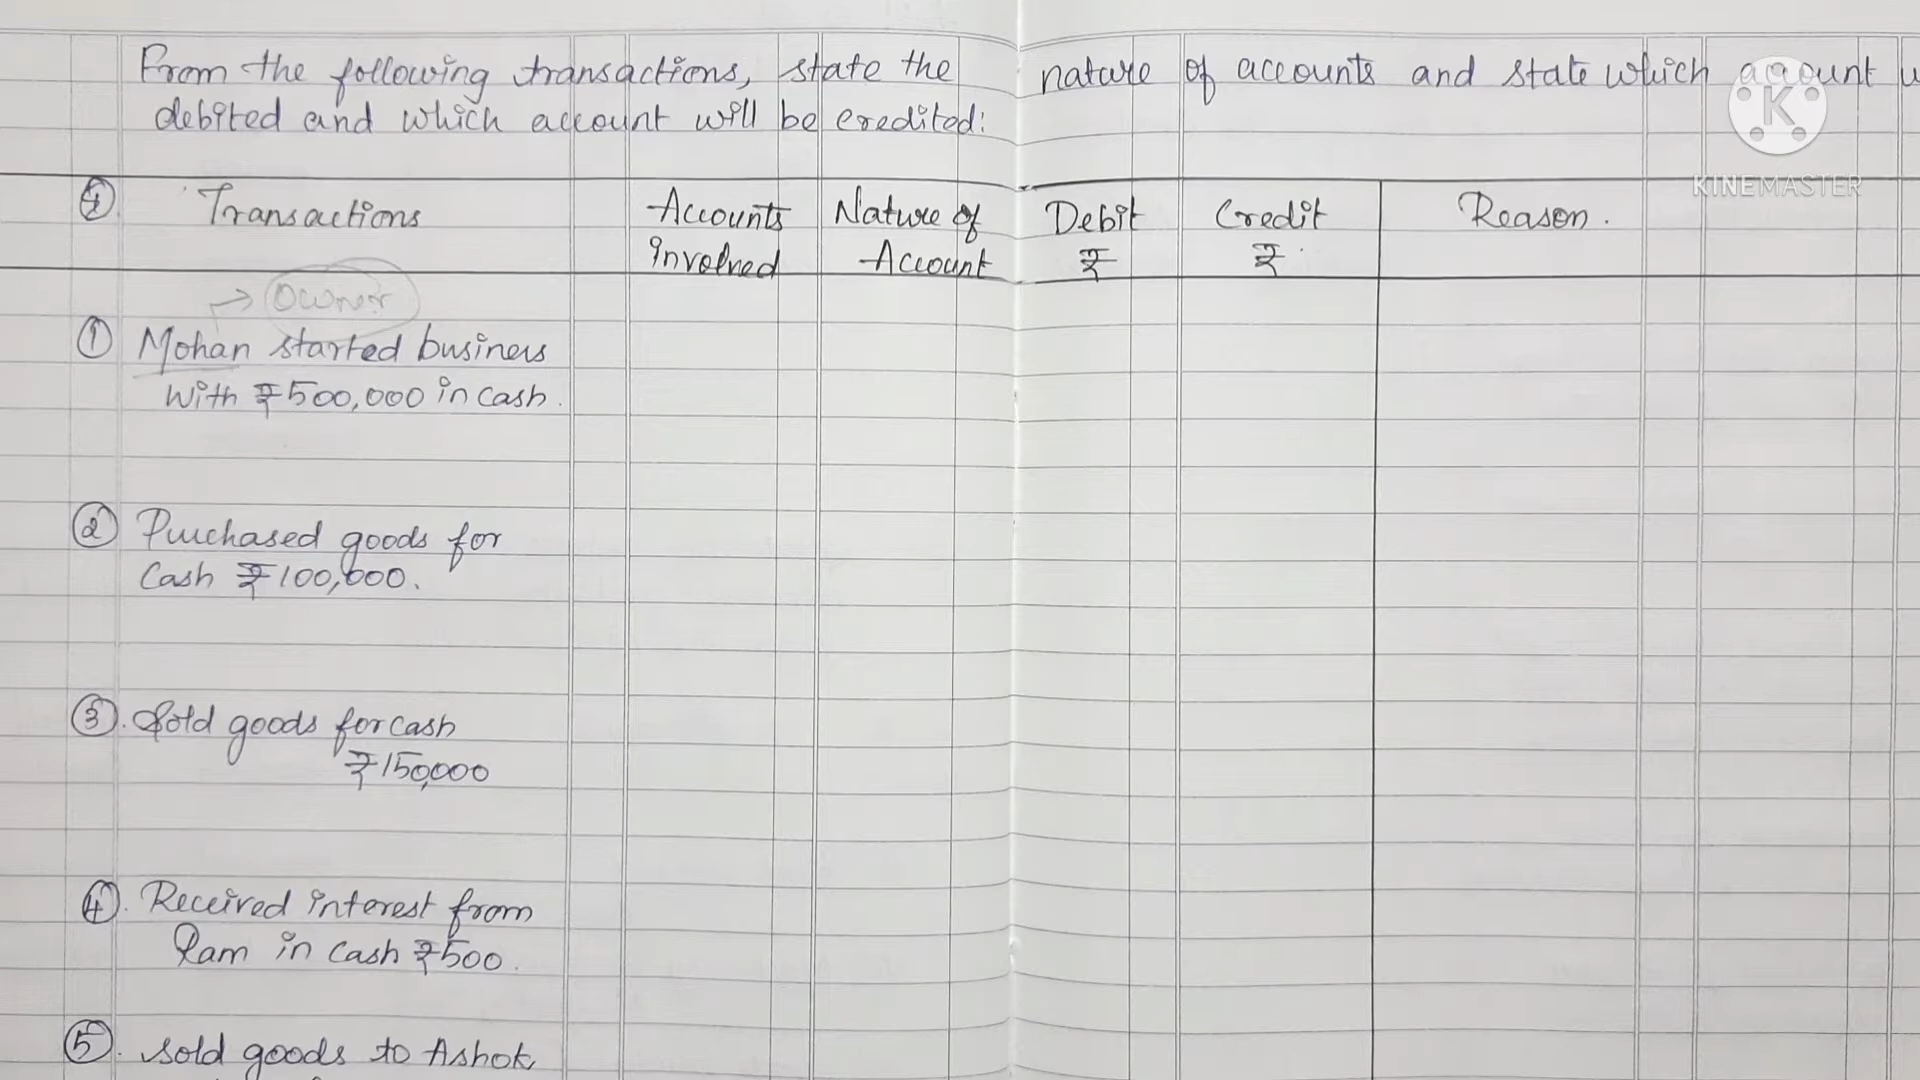 From the following transactions, state the nature of accounts and state which account
debited and which account will be credited:
Transactions Accounts Involved Nature of Account Debit ₹ Credit ₹ Reason.
→ Owner
① Mohan started business
with ₹500,000 in cash.
② Purchased goods for
Cash ₹100,000.
③. Sold goods for cash
₹150,000
④. Received interest from
Ram in cash ₹500.
⑤. Sold goods to Ashok
K
KINEMASTER